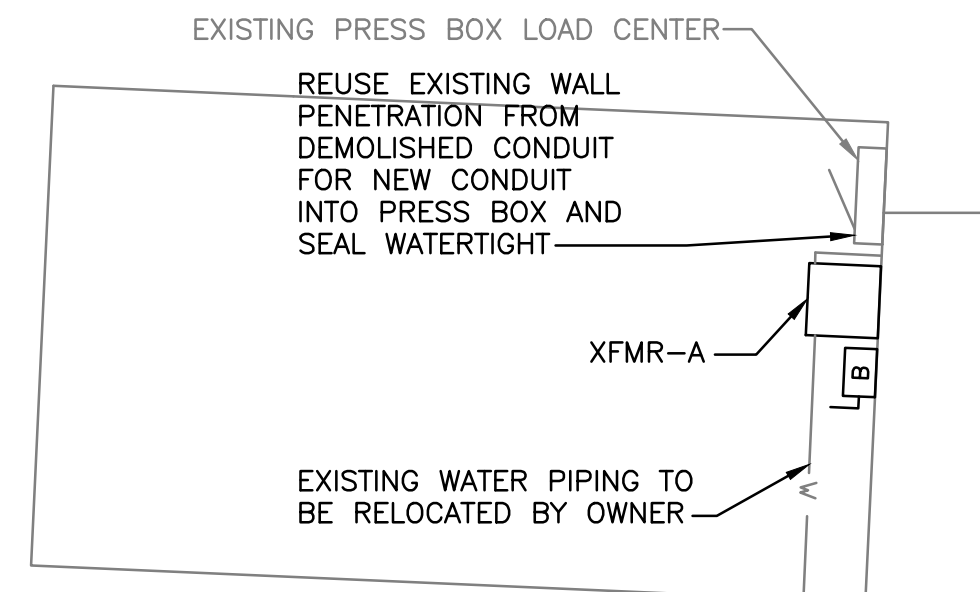 EXISTING PRESS BOX LOAD CENTER
REUSE EXISTING WALL
PENETRATION FROM
DEMOLISHED CONDUIT
FOR NEW CONDUIT
INTO PRESS BOX AND
SEAL WATERTIGHT
XFMR-A
B
EXISTING WATER PIPING TO
BE RELOCATED BY OWNER
W